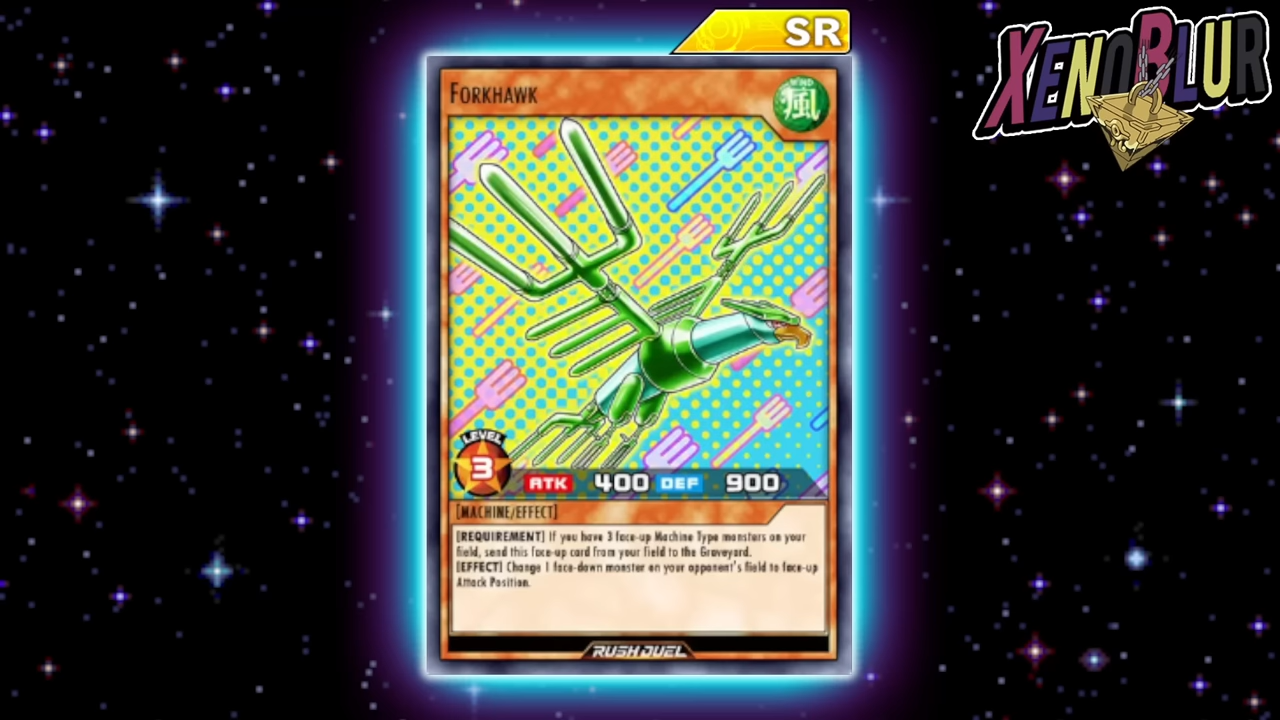 SR
XENOBLUR
FORKHAWK
WIND
風
LEVEL
3
ATK 400 DEF 900
[MACHINE/EFFECT]
[REQUIREMENT] If you have 3 face-up Machine Type monsters on your
field, send this face-up card from your field to the Graveyard.
[EFFECT] Change 1 face-down monster on your opponent's field to face-up
Attack Position.
RUSH DUEL